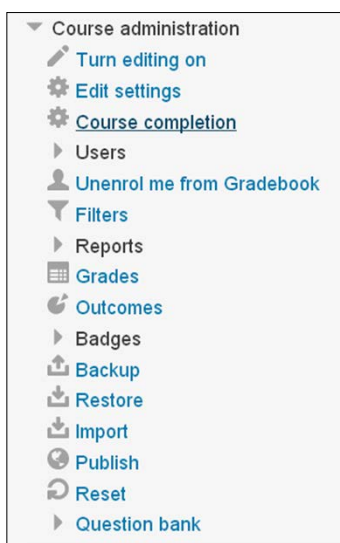 Course administration
Turn editing on
Edit settings
Course completion
Users
Unenrol me from Gradebook
Filters
Reports
Grades
Outcomes
Badges
Backup
Restore
Import
Publish
Reset
Question bank